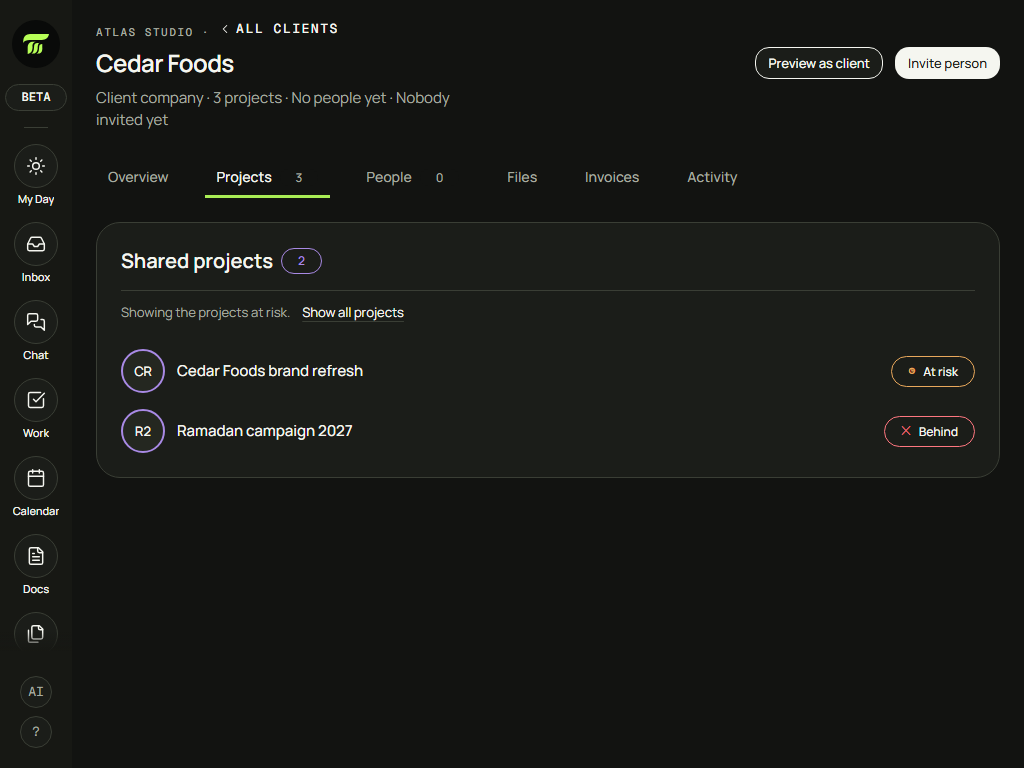 ATLAS STUDIO · ALL CLIENTS
Cedar Foods
Preview as client
Invite person
Client company · 3 projects · No people yet · Nobody
invited yet
BETA
My Day
Inbox
Chat
Work
Calendar
Docs
AI
?
Overview
Projects 3
People 0
Files
Invoices
Activity
Shared projects 2
Showing the projects at risk. Show all projects
CR Cedar Foods brand refresh At risk
R2 Ramadan campaign 2027 Behind